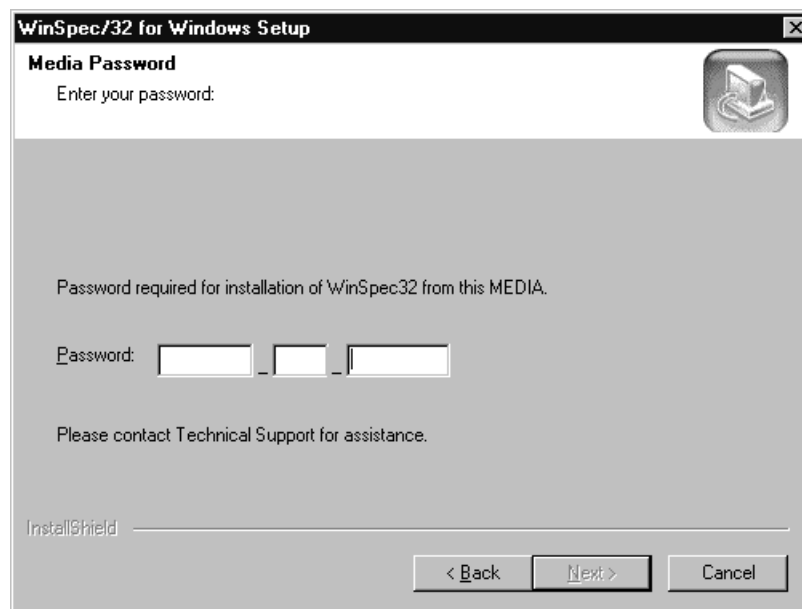 WinSpec/32 for Windows Setup
Media Password
Enter your password:
Password required for installation of WinSpec32 from this MEDIA.
Password: _ _
Please contact Technical Support for assistance.
InstallShield
< Back Next > Cancel